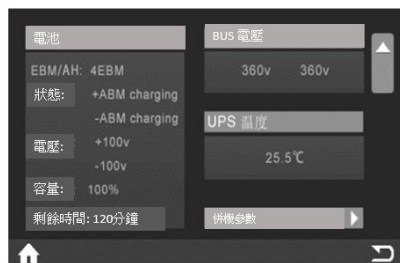 電池
EBM/AH: 4EBM
狀態: +ABM charging
-ABM charging
電壓: +100v
-100v
容量: 100%
剩餘時間: 120分鐘
BUS 電壓
360v 360v
UPS 溫度
25.5℃
併機參數